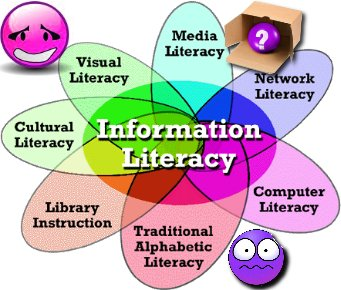 Media
Literacy
?
Visual
Literacy
Network
Literacy
Cultural
Literacy
Information
Literacy
Computer
Literacy
Library
Instruction
Traditional
Alphabetic
Literacy